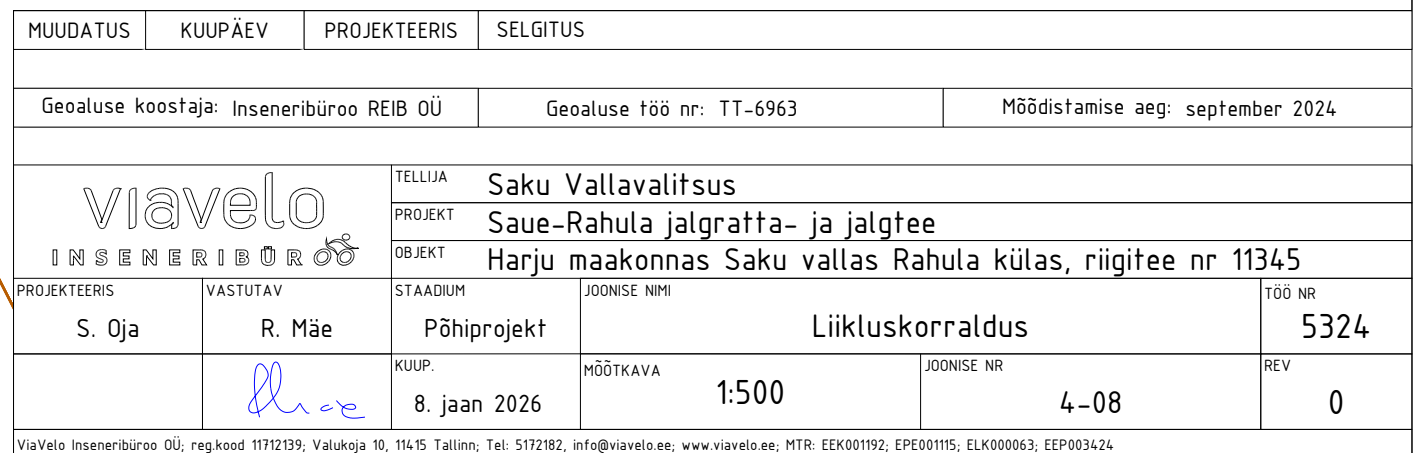 MUUDATUS KUUPÄEV PROJEKTEERIS SELGITUS
Geoaluse koostaja: Inseneribüroo REIB OÜ Geoaluse töö nr: TT-6963 Mõõdistamise aeg: september 2024
viavelo
INSENERIBÜROO
TELLIJA Saku Vallavalitsus
PROJEKT Saue-Rahula jalgratta- ja jalgtee
OBJEKT Harju maakonnas Saku vallas Rahula külas, riigitee nr 11345
PROJEKTEERIS VASTUTAV STAADIUM JOONISE NIMI TÖÖ NR
S. Oja R. Mäe Põhiprojekt Liikluskorraldus 5324
KUUP. MÕÕTKAVA JOONISE NR REV
8. jaan 2026 1:500 4-08 0
ViaVelo Inseneribüroo OÜ; reg.kood 11712139; Valukoja 10, 11415 Tallinn; Tel: 5172182, info@viavelo.ee; www.viavelo.ee; MTR: EEK001192; EPE001115; ELK000063; EEP003424